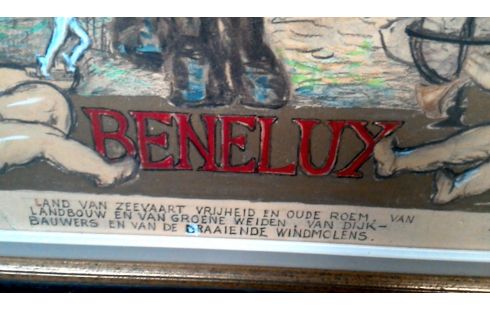 BENELUX
LAND VAN ZEEVAART VRIJHEID EN OUDE ROEM, VAN
LANDBOUW EN VAN GROENE WEIDEN, VAN DIJK-
BAUWERS EN VAN DE DRAAIENDE WINDMOLENS.